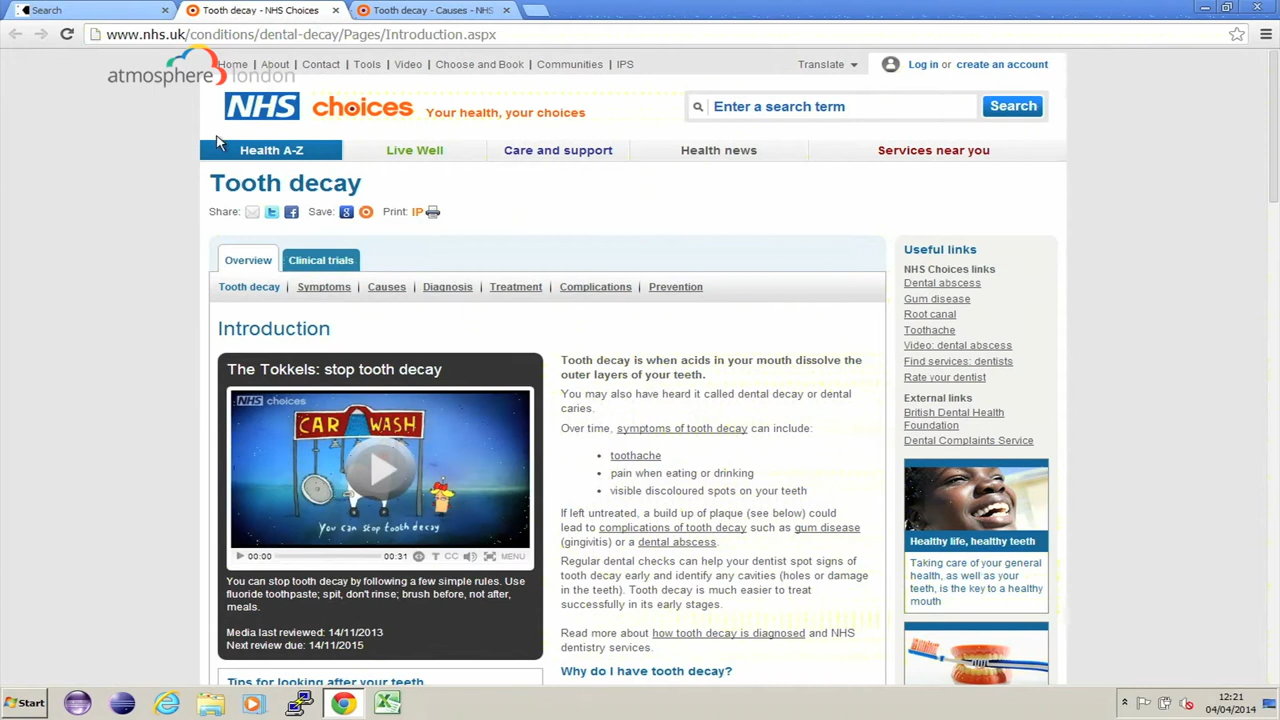 Search
Tooth decay - NHS Choices
Tooth decay - Causes - NHS
www.nhs.uk/conditions/dental-decay/Pages/Introduction.aspx
atmosphere london
Home | About | Contact | Tools | Video | Choose and Book | Communities | IPS
Translate
Log in or create an account
NHS choices Your health, your choices
Enter a search term
Search
Health A-Z
Live Well
Care and support
Health news
Services near you
Tooth decay
Share: Save: Print: IP
Overview
Clinical trials
Tooth decay | Symptoms | Causes | Diagnosis | Treatment | Complications | Prevention
Introduction
The Tokkels: stop tooth decay
NHS choices
CAR WASH
You can stop tooth decay
00:00
00:31
T CC
MENU
You can stop tooth decay by following a few simple rules. Use
fluoride toothpaste; spit, don't rinse; brush before, not after,
meals.
Media last reviewed: 14/11/2013
Next review due: 14/11/2015
Tips for looking after your teeth
Tooth decay is when acids in your mouth dissolve the
outer layers of your teeth.
You may also have heard it called dental decay or dental
caries.
Over time, symptoms of tooth decay can include:
• toothache
• pain when eating or drinking
• visible discoloured spots on your teeth
If left untreated, a build up of plaque (see below) could
lead to complications of tooth decay such as gum disease
(gingivitis) or a dental abscess.
Regular dental checks can help your dentist spot signs of
tooth decay early and identify any cavities (holes or damage
in the teeth). Tooth decay is much easier to treat
successfully in its early stages.
Read more about how tooth decay is diagnosed and NHS
dentistry services.
Why do I have tooth decay?
Useful links
NHS Choices links
Dental abscess
Gum disease
Root canal
Toothache
Video: dental abscess
Find services: dentists
Rate your dentist
External links
British Dental Health
Foundation
Dental Complaints Service
Healthy life, healthy teeth
Taking care of your general
health, as well as your
teeth, is the key to a healthy
mouth
Start
12:21
04/04/2014